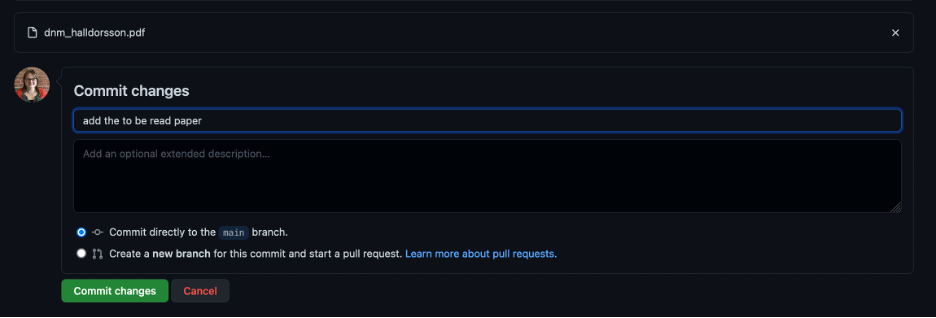 dnm_halldorsson.pdf
Commit changes
add the to be read paper
Add an optional extended description...
Commit directly to the main branch.
Create a new branch for this commit and start a pull request. Learn more about pull requests.
Commit changes Cancel